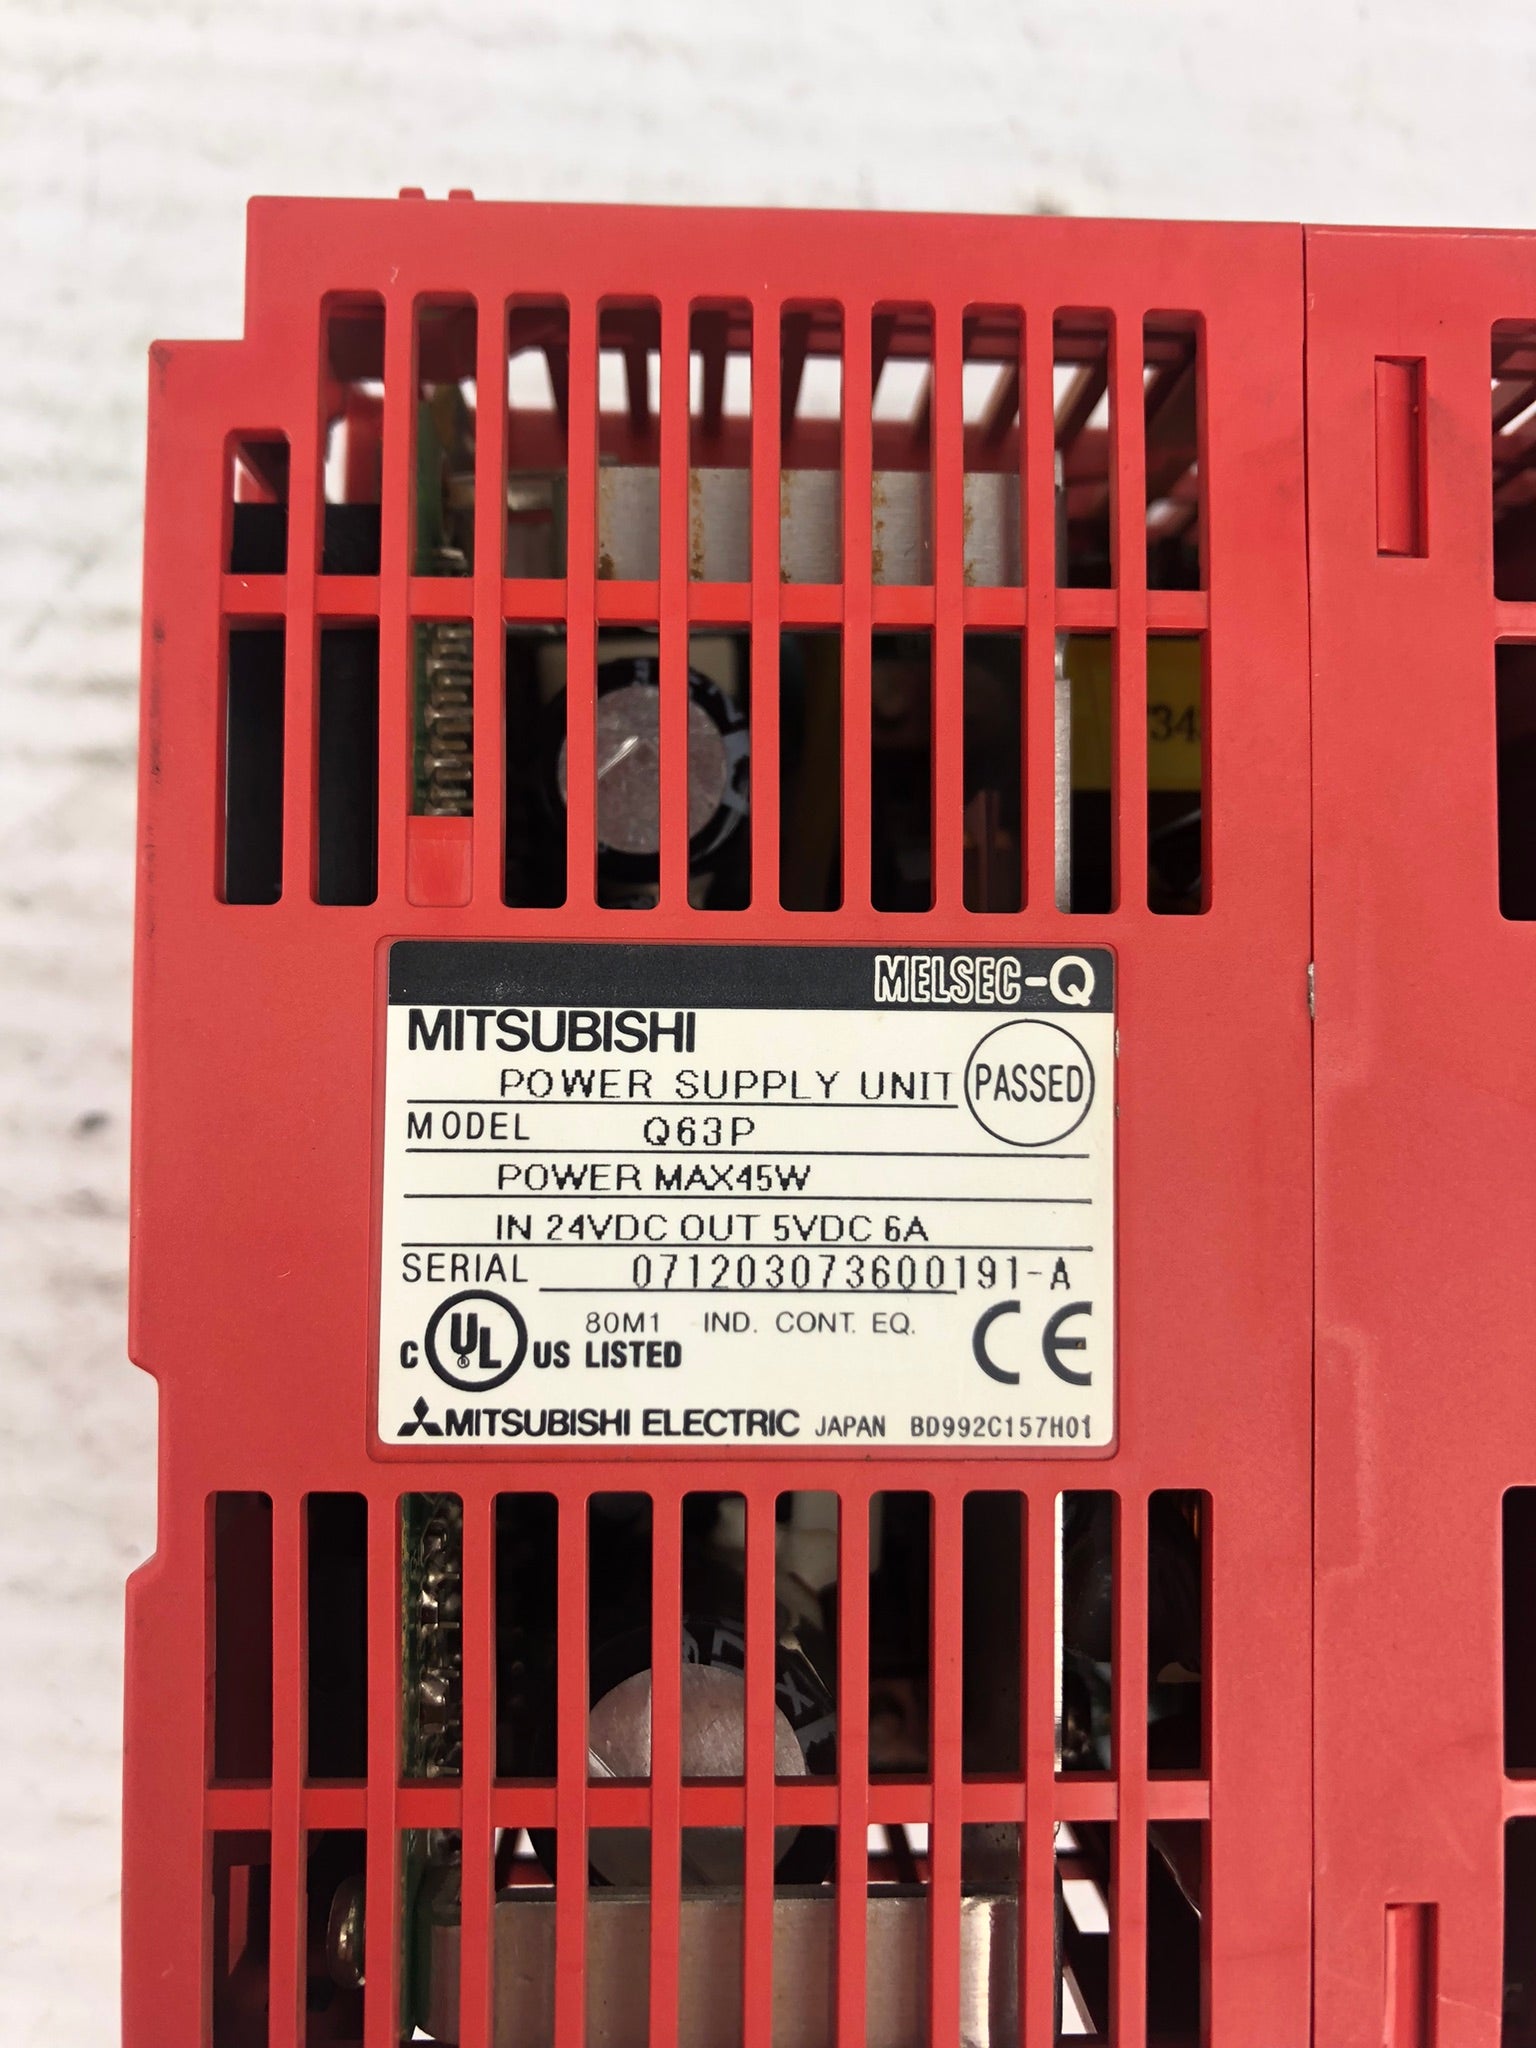 MELSEC-Q
MITSUBISHI
POWER SUPPLY UNIT PASSED
MODEL Q63P
POWER MAX45W
IN 24VDC OUT 5VDC 6A
SERIAL 071203073600191-A
80M1 IND. CONT. EQ.
C UL® US LISTED CE
MITSUBISHI ELECTRIC JAPAN BD992C157H01